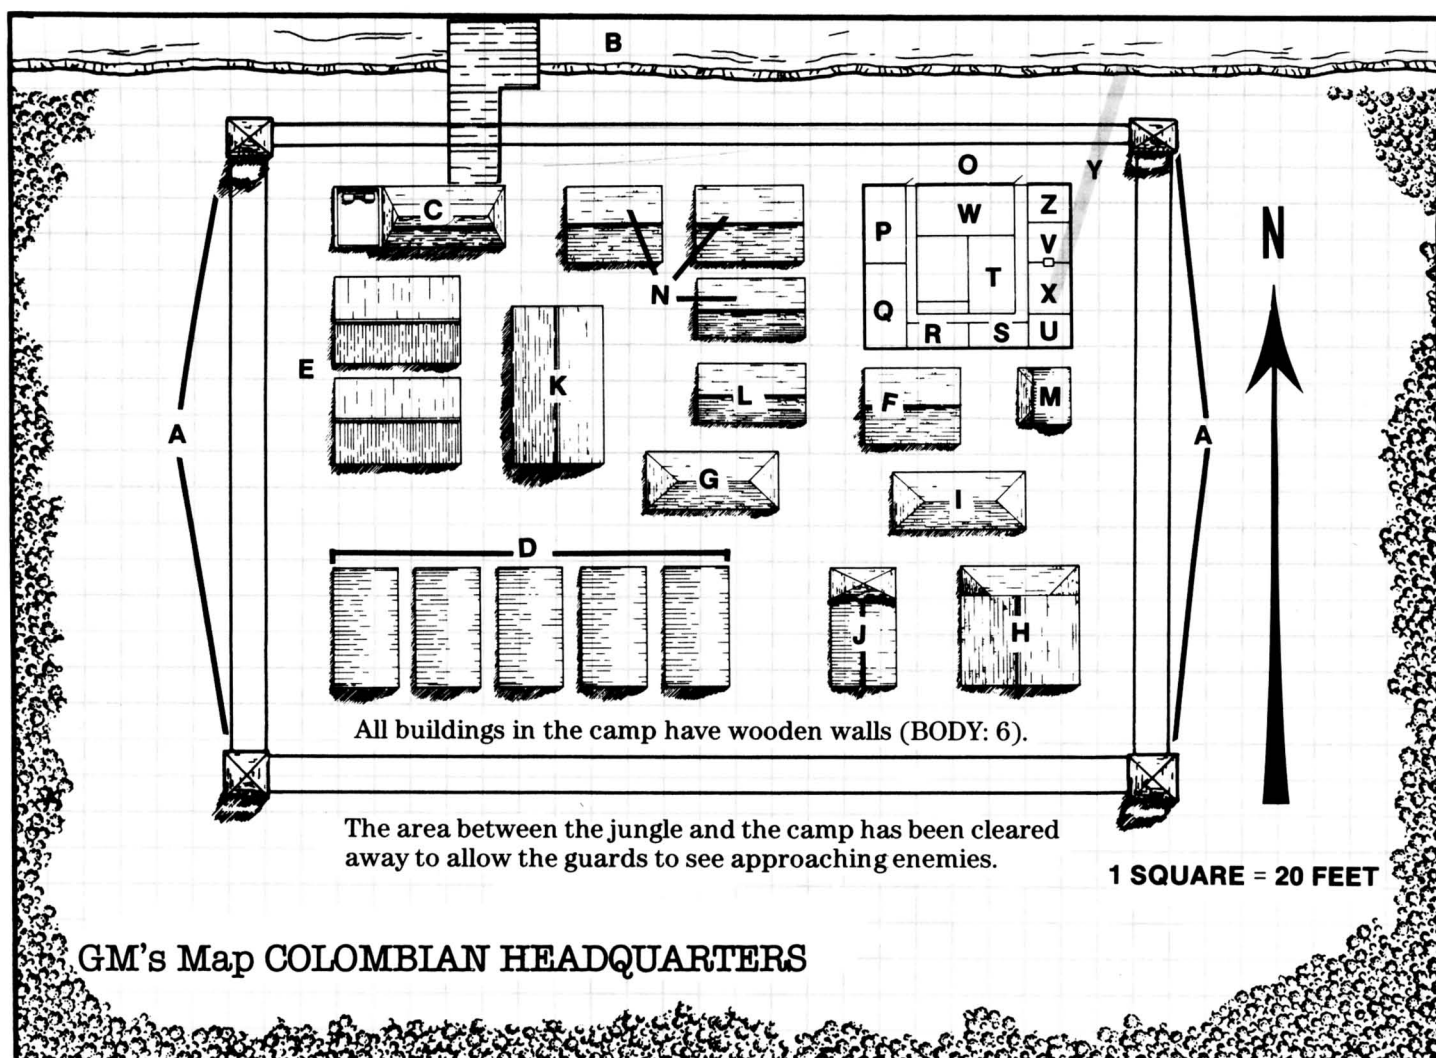 B
O
Y
C
W
Z
P
V
N
T
N
X
Q
R
S
U
E
K
L
F
M
A
A
G
I
D
J
H
All buildings in the camp have wooden walls (BODY: 6).
The area between the jungle and the camp has been cleared
away to allow the guards to see approaching enemies.
1 SQUARE = 20 FEET
GM's Map COLOMBIAN HEADQUARTERS